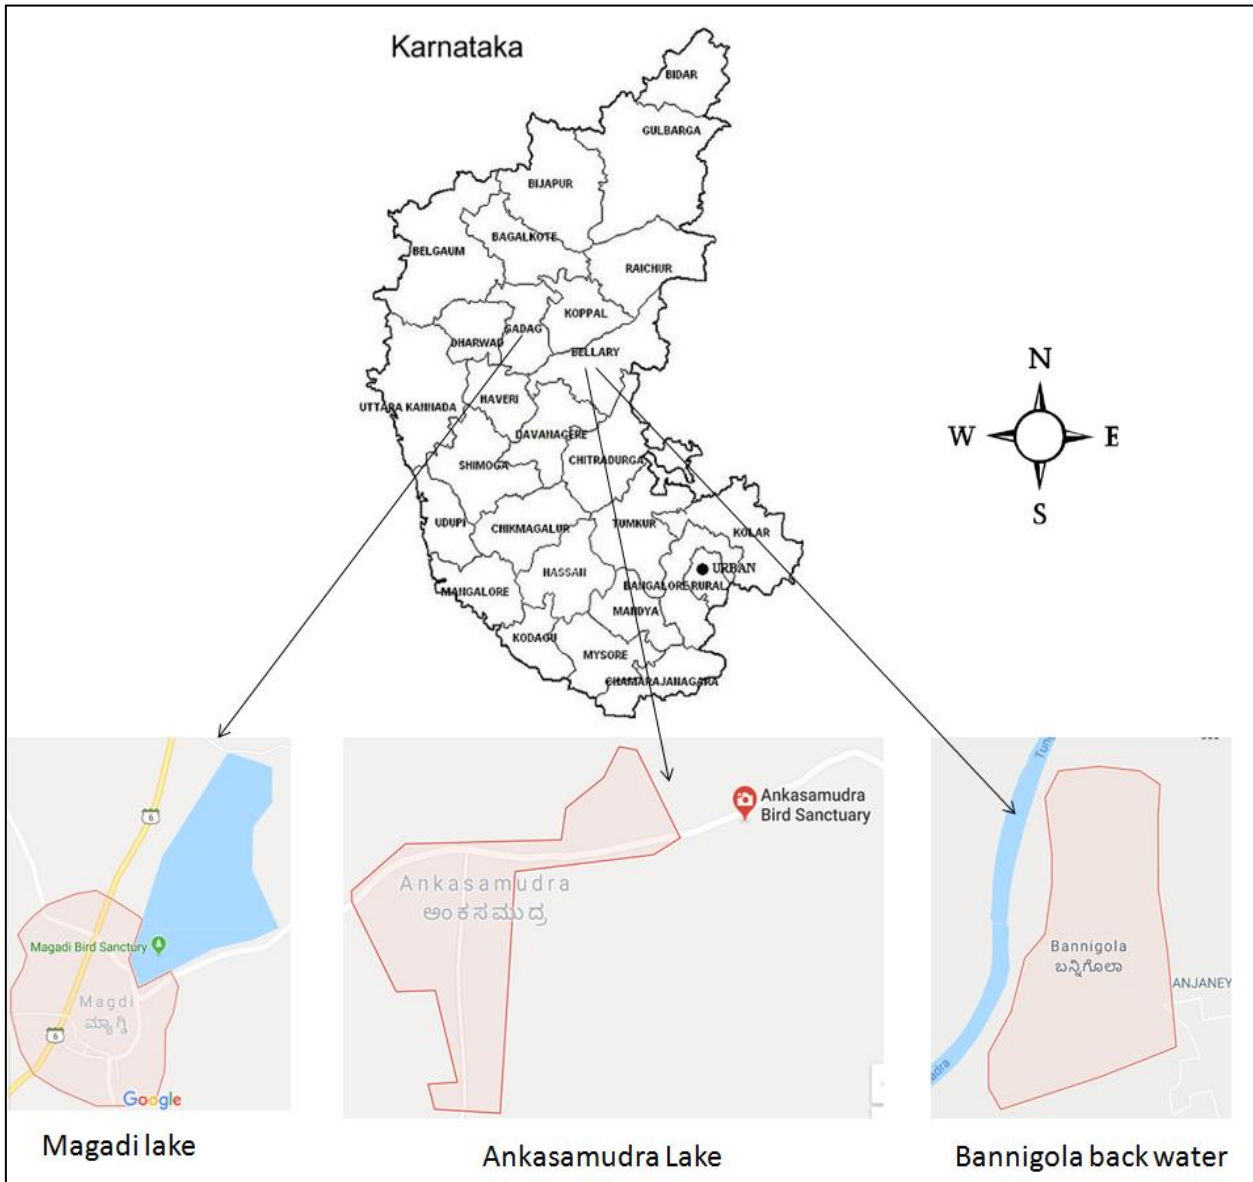 Karnataka
BIDAR
GULBARGA
BIJAPUR
BAGALKOTE
BELGAUM
RAICHUR
KOPPAL
GADAG
DHARWAD
BELLARY
HAVERI
UTTARA KANNADA
DAVANAGERE
CHITRADURGA
SHIMOGA
UDUPI
CHIKMAGALUR
TUMKUR
KOLAR
HASSAN
URBAN
BANGALORE RURAL
MANGALORE
MANDYA
KODAGU
MYSORE
CHAMARAJANAGARA
N
W E
S
6
Magadi Bird Sanctury
Magdi
ಮ್ಯಾಗ್ಡಿ
6
Google
Ankasamudra
Bird Sanctuary
Ankasamudra
ಅಂಕಸಮುದ್ರ
Tung
Bannigola
ಬನ್ನಿಗೊಲಾ
ANJANEY
adra
Magadi lake
Ankasamudra Lake
Bannigola back water